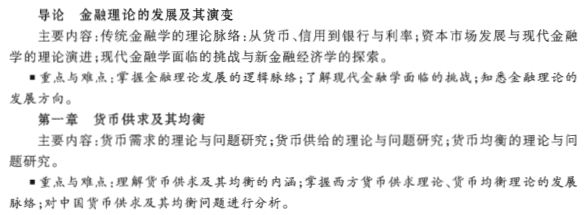 导论　金融理论的发展及其演变
主要内容:传统金融学的理论脉络:从货币、信用到银行与利率;资本市场发展与现代金融
学的理论演进;现代金融学面临的挑战与新金融经济学的探索。
■重点与难点:掌握金融理论发展的逻辑脉络;了解现代金融学面临的挑战;知悉金融理论的
发展方向。
第一章　货币供求及其均衡
主要内容:货币需求的理论与问题研究;货币供给的理论与问题研究;货币均衡的理论与问
题研究。
■重点与难点:理解货币供求及其均衡的内涵;掌握西方货币供求理论、货币均衡理论的发展
脉络;对中国货币供求及其均衡问题进行分析。